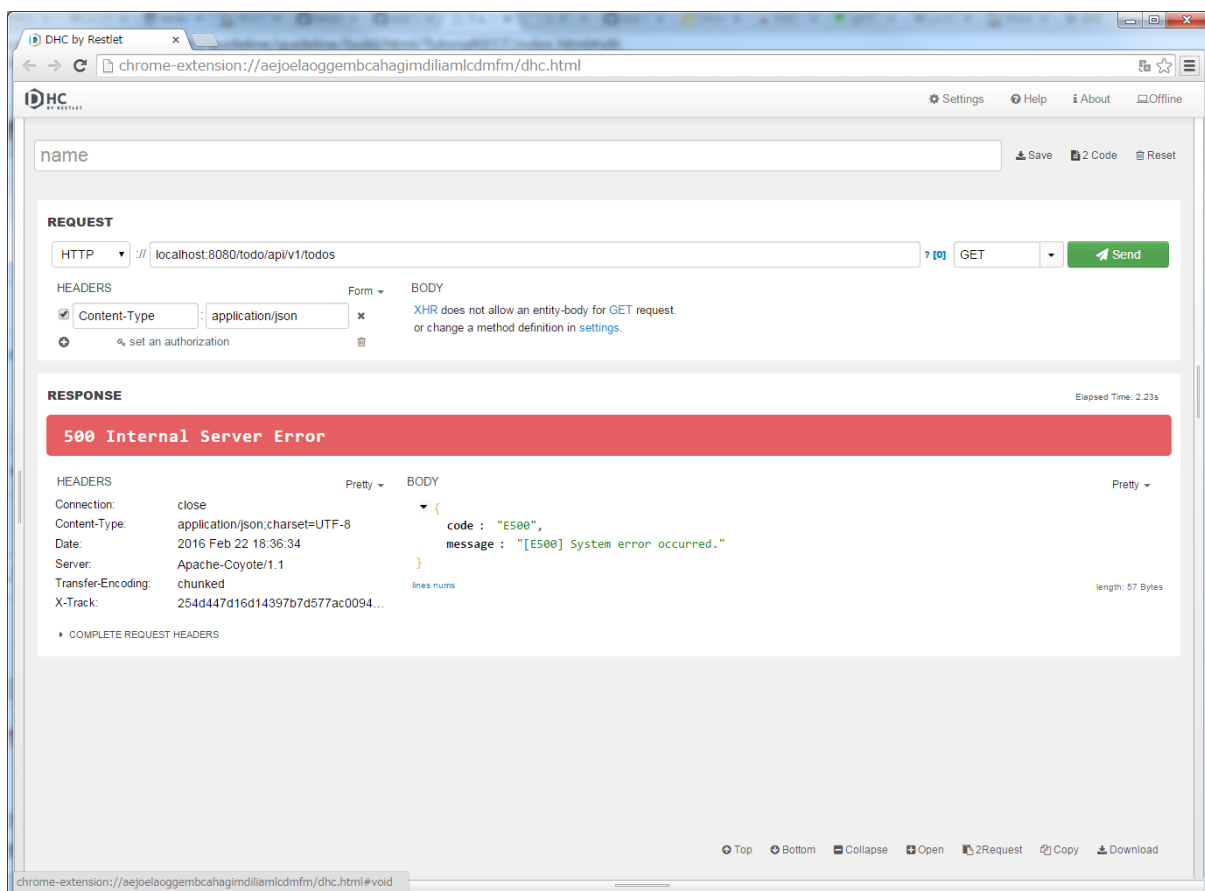 DHC by Restlet
chrome-extension://aejoelaoggembcahagimdiliamlcdmfm/dhc.html
DHC
BY RESTLET
Settings Help About Offline
name
Save 2 Code Reset
REQUEST
HTTP :// localhost:8080/todo/api/v1/todos ? [0] GET Send
HEADERS Form BODY
Content-Type : application/json
XHR does not allow an entity-body for GET request.
or change a method definition in settings.
set an authorization
RESPONSE
Elapsed Time: 2.23s
500 Internal Server Error
HEADERS Pretty BODY Pretty
Connection: close
Content-Type: application/json;charset=UTF-8
Date: 2016 Feb 22 18:36:34
Server: Apache-Coyote/1.1
Transfer-Encoding: chunked
X-Track: 254d447d16d14397b7d577ac0094...
{
code : "E500",
message : "[E500] System error occurred."
}
lines nums length: 57 Bytes
COMPLETE REQUEST HEADERS
Top Bottom Collapse Open 2Request Copy Download
chrome-extension://aejoelaoggembcahagimdiliamlcdmfm/dhc.html#void